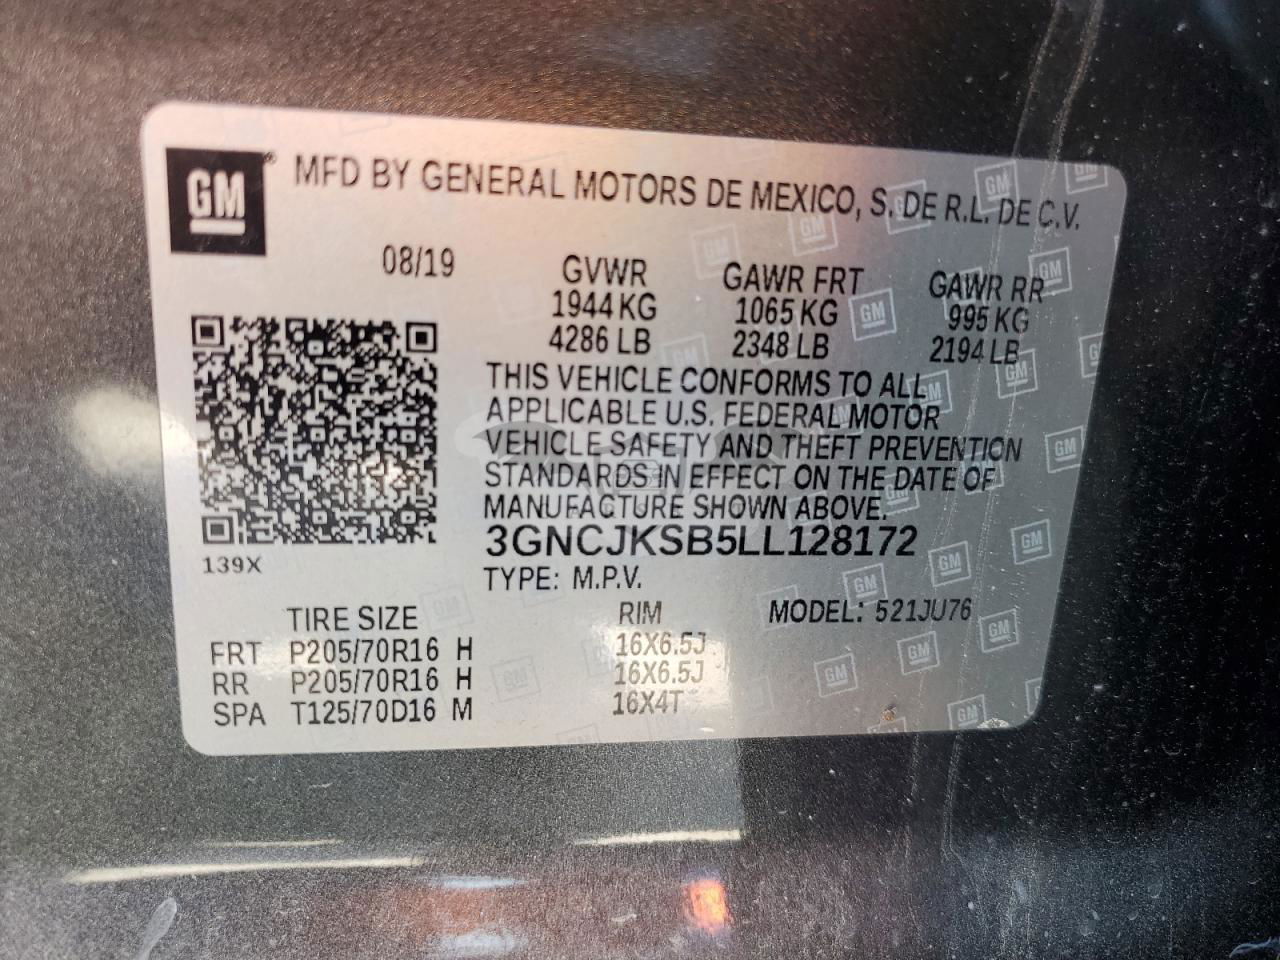 GM® MFD BY GENERAL MOTORS DE MEXICO, S. DE R.L. DE C.V.
08/19 GVWR GAWR FRT GAWR RR
1944 KG 1065 KG 995 KG
4286 LB 2348 LB 2194 LB
THIS VEHICLE CONFORMS TO ALL
APPLICABLE U.S. FEDERAL MOTOR
VEHICLE SAFETY AND THEFT PREVENTION
STANDARDS IN EFFECT ON THE DATE OF
MANUFACTURE SHOWN ABOVE.
3GNCJKSB5LL128172
139X
TYPE: M.P.V.
TIRE SIZE RIM MODEL: 521JU76
FRT P205/70R16 H 16X6.5J
RR P205/70R16 H 16X6.5J
SPA T125/70D16 M 16X4T